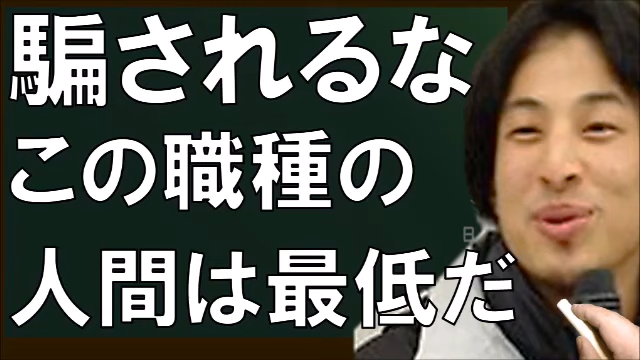 騙されるな
この職種の
人間は最低だ